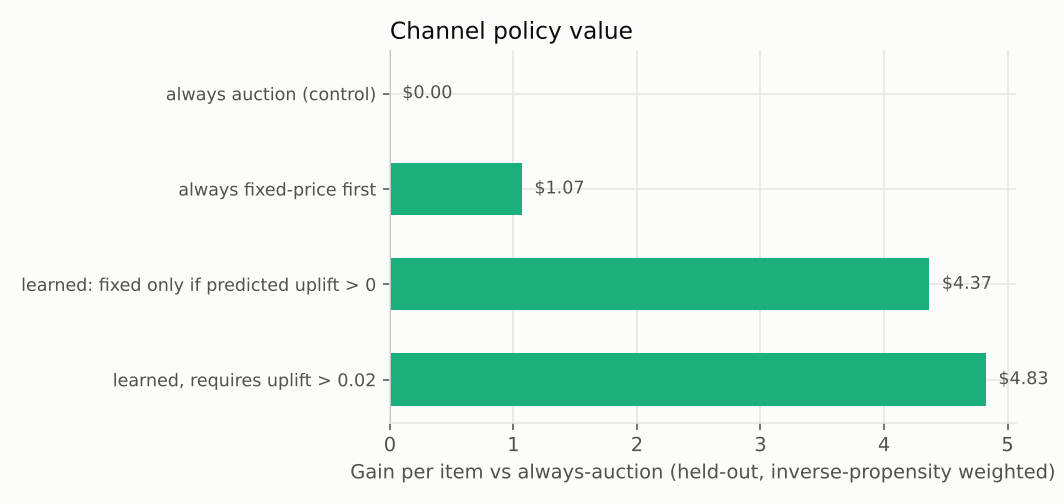 Channel policy value
always auction (control)
$0.00
always fixed-price first
$1.07
learned: fixed only if predicted uplift > 0
$4.37
learned, requires uplift > 0.02
$4.83
0 1 2 3 4 5
Gain per item vs always-auction (held-out, inverse-propensity weighted)